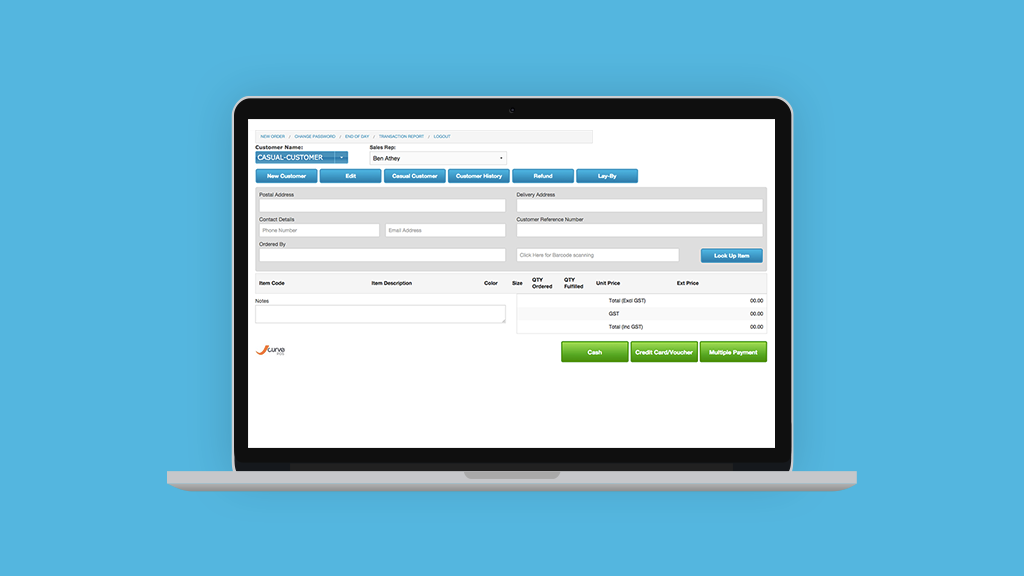 NEW ORDER / CHANGE PASSWORD / END OF DAY / TRANSACTION REPORT / LOGOUT
Customer Name: Sales Rep:
CASUAL-CUSTOMER Ben Athey
New Customer Edit Casual Customer Customer History Refund Lay-By
Postal Address Delivery Address
Contact Details Customer Reference Number
Phone Number Email Address
Ordered By
Click Here for Barcode scanning Look Up Item
Item Code Item Description Color Size QTY Ordered QTY Fulfilled Unit Price Ext Price
Notes Total (Excl GST) 00.00
GST 00.00
Total (Inc GST) 00.00
Jcurve
Cash Credit Card/Voucher Multiple Payment